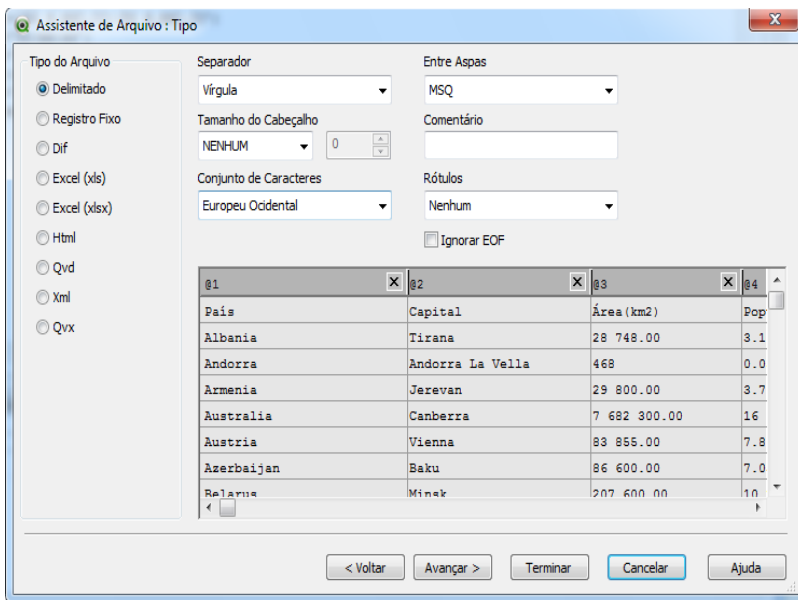 Assistente de Arquivo : Tipo
Tipo do Arquivo
Delimitado
Registro Fixo
Dif
Excel (xls)
Excel (xlsx)
Html
Qvd
Xml
Qvx
Separador
Vírgula
Entre Aspas
MSQ
Tamanho do Cabeçalho
NENHUM
0
Comentário
Conjunto de Caracteres
Europeu Ocidental
Rótulos
Nenhum
Ignorar EOF
@1 X @2 X @3 X @4
País Capital Área(km2) Pop
Albania Tirana 28 748.00 3.1
Andorra Andorra La Vella 468 0.0
Armenia Jerevan 29 800.00 3.7
Australia Canberra 7 682 300.00 16
Austria Vienna 83 855.00 7.8
Azerbaijan Baku 86 600.00 7.0
Belarus Minsk 207 600.00 10
< Voltar Avançar > Terminar Cancelar Ajuda